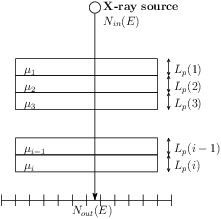 X-ray source
N_in(E)
μ_1 L_p(1)
μ_2 L_p(2)
μ_3 L_p(3)
μ_{i−1} L_p(i − 1)
μ_i L_p(i)
N_out(E)